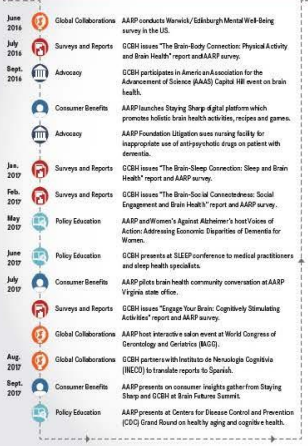 June 2016 Global Collaborations AARP conducts Warwick/Edinburgh Mental Well-Being
survey in the US.
July 2016 Surveys and Reports GCBH issues "The Brain-Body Connection: Physical Activity
and Brain Health" report and AARP survey.
Sept. 2016 Advocacy GCBH participates in American Association for the
Advancement of Science (AAAS) Capitol Hill event on brain
health.
Consumer Benefits AARP launches Staying Sharp digital platform which
promotes holistic brain health activities, recipes and games.
Advocacy AARP Foundation Litigation sues nursing facility for
inappropriate use of anti-psychotic drugs on patient with
dementia.
Jan. 2017 Surveys and Reports GCBH issues "The Brain-Sleep Connection: Sleep and Brain
Health" report and AARP survey.
Feb. 2017 Surveys and Reports GCBH issues "The Brain-Social Connectedness: Social
Engagement and Brain Health" report and AARP survey.
May 2017 Policy Education AARP and Women's Against Alzheimer's host Voices of
Action: Addressing Economic Disparities of Dementia for
Women.
June 2017 Policy Education GCBH presents at SLEEP conference to medical practitioners
and sleep health specialists.
July 2017 Consumer Benefits AARP pilots brain health community conversation at AARP
Virginia state office.
Surveys and Reports GCBH issues "Engage Your Brain: Cognitively Stimulating
Activities" report and AARP survey.
Global Collaborations AARP host interactive salon event at World Congress of
Gerontology and Geriatrics (IAGG).
Aug. 2017 Global Collaborations GCBH partners with Instituto de Nerulogia Cognitivia
(INECO) to translate reports to Spanish.
Sept. 2017 Consumer Benefits AARP presents on consumer insights gathered from Staying
Sharp and GCBH at Brain Futures Summit.
Policy Education AARP presents at Centers for Disease Control and Prevention
(CDC) Grand Round on healthy aging and cognitive health.